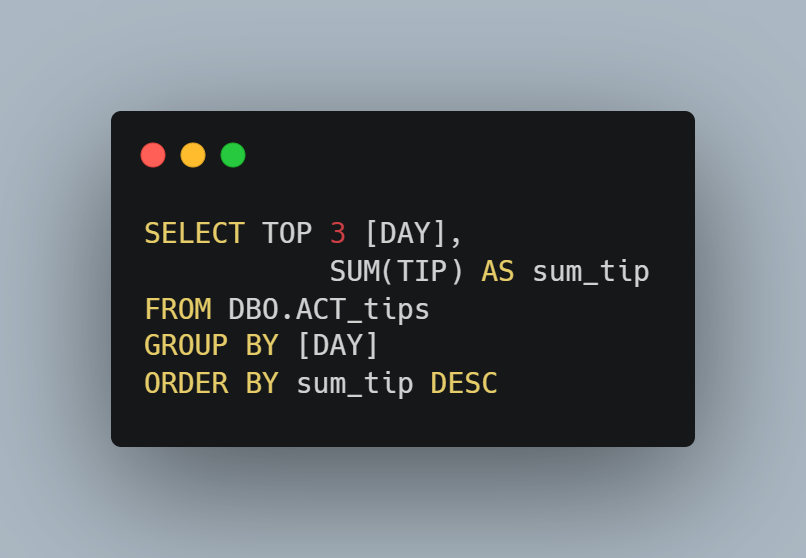 SELECT TOP 3 [DAY],
SUM(TIP) AS sum_tip
FROM DBO.ACT_tips
GROUP BY [DAY]
ORDER BY sum_tip DESC